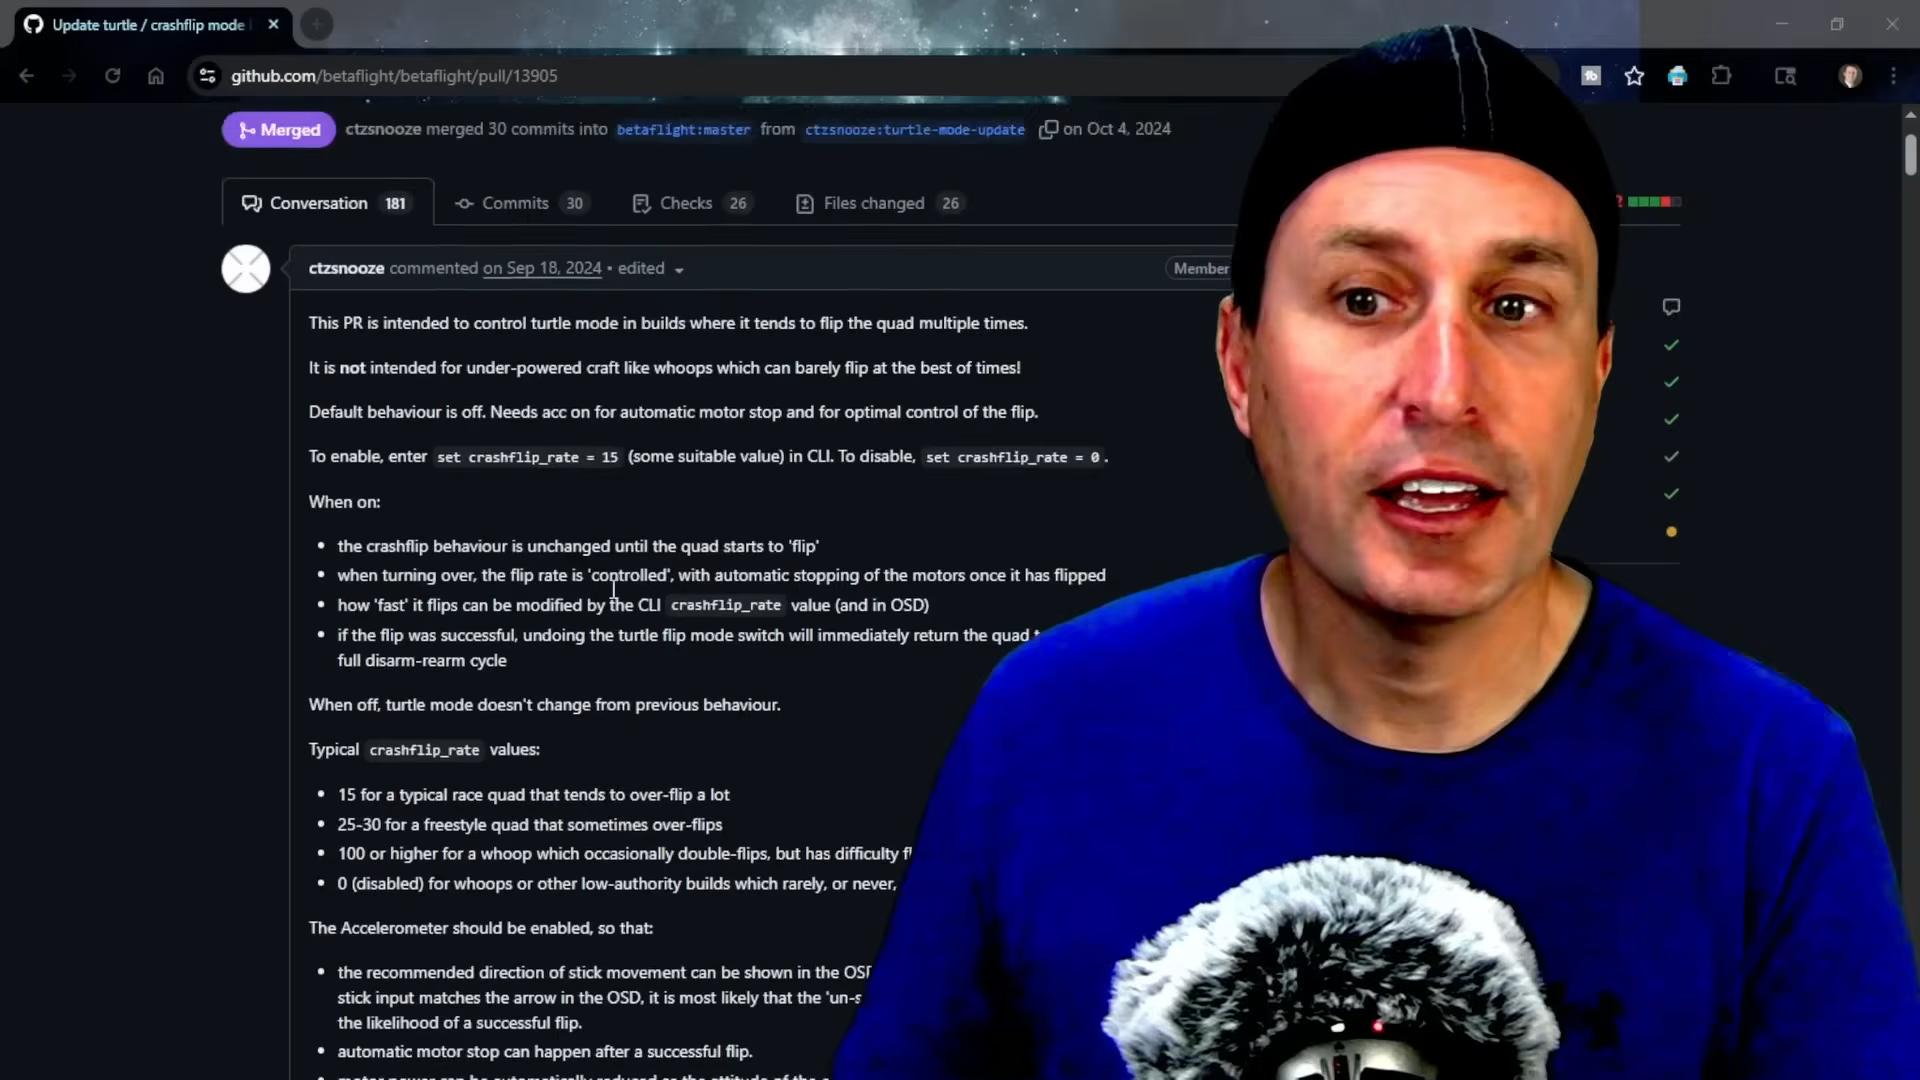 Update turtle / crashflip mode
github.com/betaflight/betaflight/pull/13905
Merged ctzsnooze merged 30 commits into betaflight:master from ctzsnooze:turtle-mode-update on Oct 4, 2024
Conversation 181 Commits 30 Checks 26 Files changed 26
ctzsnooze commented on Sep 18, 2024 • edited Member
This PR is intended to control turtle mode in builds where it tends to flip the quad multiple times.
It is not intended for under-powered craft like whoops which can barely flip at the best of times!
Default behaviour is off. Needs acc on for automatic motor stop and for optimal control of the flip.
To enable, enter set crashflip_rate = 15 (some suitable value) in CLI. To disable, set crashflip_rate = 0.
When on:
• the crashflip behaviour is unchanged until the quad starts to 'flip'
• when turning over, the flip rate is 'controlled', with automatic stopping of the motors once it has flipped
• how 'fast' it flips can be modified by the CLI crashflip_rate value (and in OSD)
• if the flip was successful, undoing the turtle flip mode switch will immediately return the quad
full disarm-rearm cycle
When off, turtle mode doesn't change from previous behaviour.
Typical crashflip_rate values:
• 15 for a typical race quad that tends to over-flip a lot
• 25-30 for a freestyle quad that sometimes over-flips
• 100 or higher for a whoop which occasionally double-flips, but has difficulty
• 0 (disabled) for whoops or other low-authority builds which rarely, or never,
The Accelerometer should be enabled, so that:
• the recommended direction of stick movement can be shown in the OSD
stick input matches the arrow in the OSD, it is most likely that the
the likelihood of a successful flip.
• automatic motor stop can happen after a successful flip.